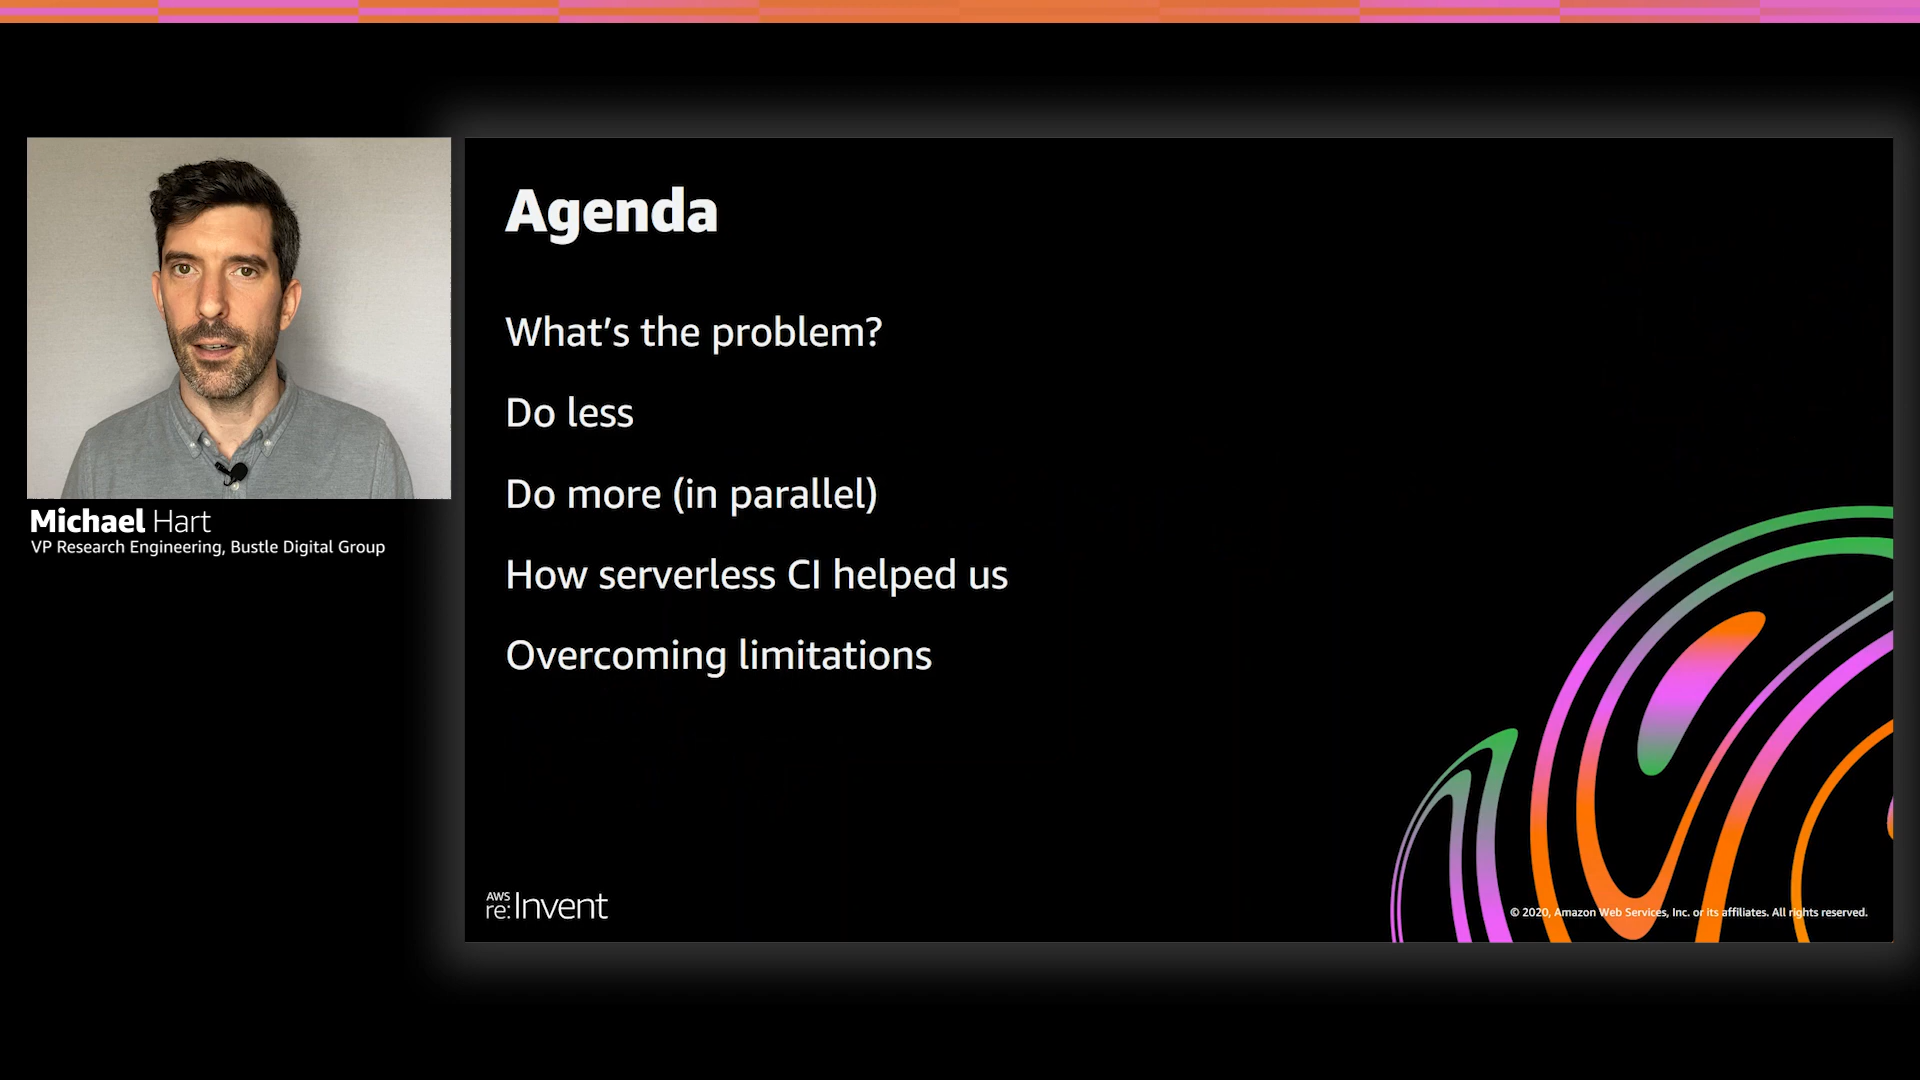 Agenda
What's the problem?
Do less
Do more (in parallel)
How serverless CI helped us
Overcoming limitations
Michael Hart
VP Research Engineering, Bustle Digital Group
AWS
re:Invent
© 2020, Amazon Web Services, Inc. or its affiliates. All rights reserved.